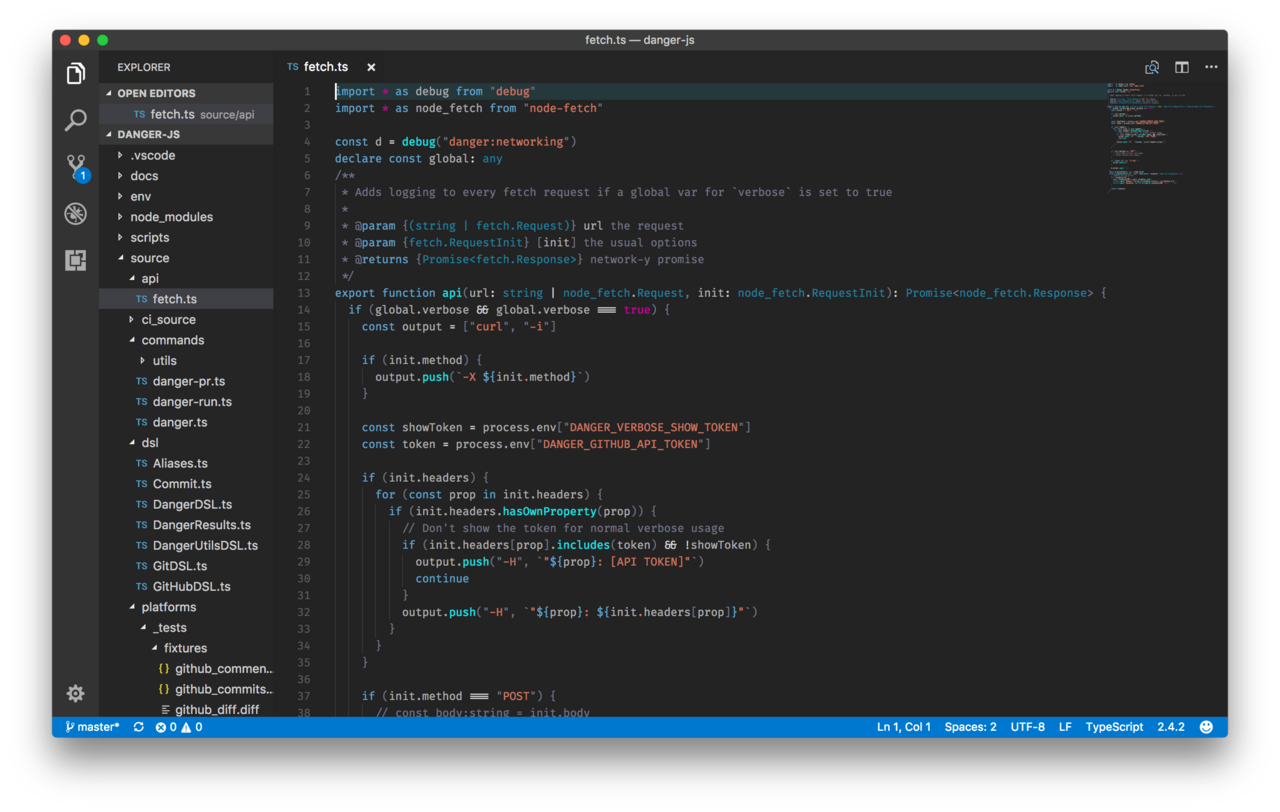 fetch.ts — danger-js
EXPLORER
OPEN EDITORS
TS fetch.ts source/api
DANGER-JS
.vscode
docs
env
node_modules
scripts
source
api
TS fetch.ts
ci_source
commands
utils
TS danger-pr.ts
TS danger-run.ts
TS danger.ts
dsl
TS Aliases.ts
TS Commit.ts
TS DangerDSL.ts
TS DangerResults.ts
TS DangerUtilsDSL.ts
TS GitDSL.ts
TS GitHubDSL.ts
platforms
_tests
fixtures
{} github_commen...
{} github_commits...
github_diff.diff
1
TS fetch.ts ×
1 import * as debug from "debug"
2 import * as node_fetch from "node-fetch"
3
4 const d = debug("danger:networking")
5 declare const global: any
6 /**
7  * Adds logging to every fetch request if a global var for `verbose` is set to true
8  *
9  * @param {(string | fetch.Request)} url the request
10  * @param {fetch.RequestInit} [init] the usual options
11  * @returns {Promise<fetch.Response>} network-y promise
12  */
13 export function api(url: string | node_fetch.Request, init: node_fetch.RequestInit): Promise<node_fetch.Response> {
14   if (global.verbose && global.verbose === true) {
15     const output = ["curl", "-i"]
16
17     if (init.method) {
18       output.push(`-X ${init.method}`)
19     }
20
21     const showToken = process.env["DANGER_VERBOSE_SHOW_TOKEN"]
22     const token = process.env["DANGER_GITHUB_API_TOKEN"]
23
24     if (init.headers) {
25       for (const prop in init.headers) {
26         if (init.headers.hasOwnProperty(prop)) {
27           // Don't show the token for normal verbose usage
28           if (init.headers[prop].includes(token) && !showToken) {
29             output.push("-H", `"${prop}: [API TOKEN]"`)
30             continue
31           }
32           output.push("-H", `"${prop}: ${init.headers[prop]}"`)
33         }
34       }
35     }
36
37     if (init.method === "POST") {
38       // const body:string = init.body
master* 0 0
Ln 1, Col 1 Spaces: 2 UTF-8 LF TypeScript 2.4.2